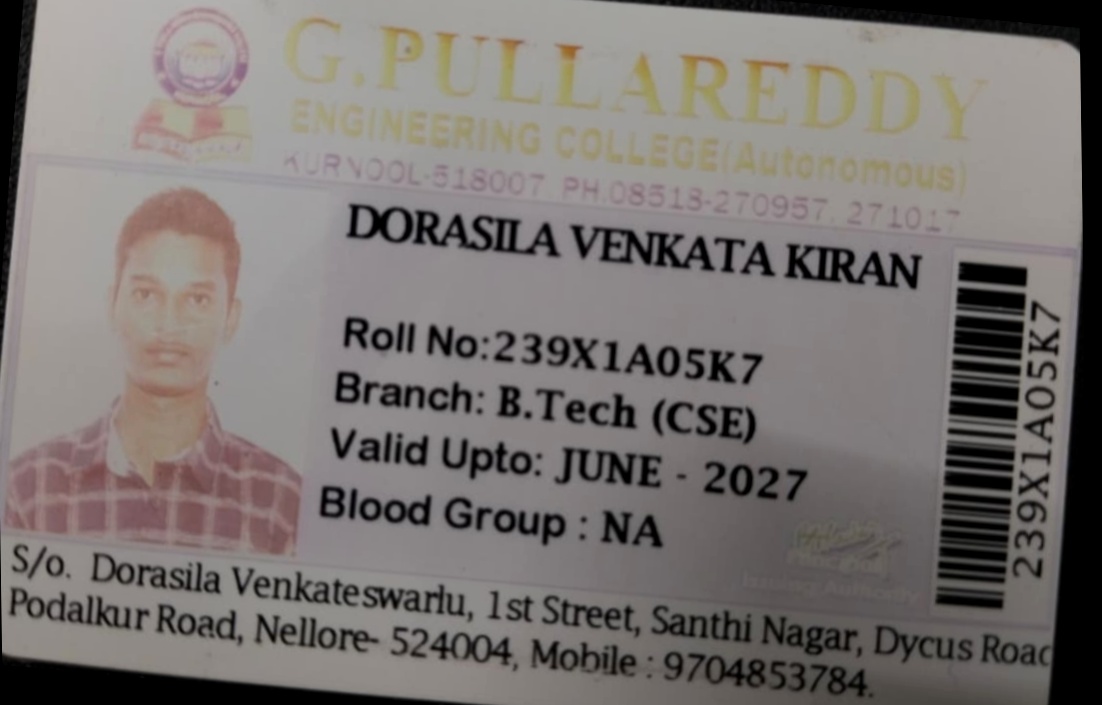 G.PULLAREDDY
ENGINEERING COLLEGE(Autonomous)
KURNOOL-518007. PH.08518-270957, 271017
DORASILA VENKATA KIRAN
Roll No:239X1A05K7
Branch: B.Tech (CSE)
Valid Upto: JUNE - 2027
Blood Group : NA
239X1A05K7
Principal
Issuing Authority
S/o. Dorasila Venkateswarlu, 1st Street, Santhi Nagar, Dycus Road
Podalkur Road, Nellore- 524004, Mobile : 9704853784.